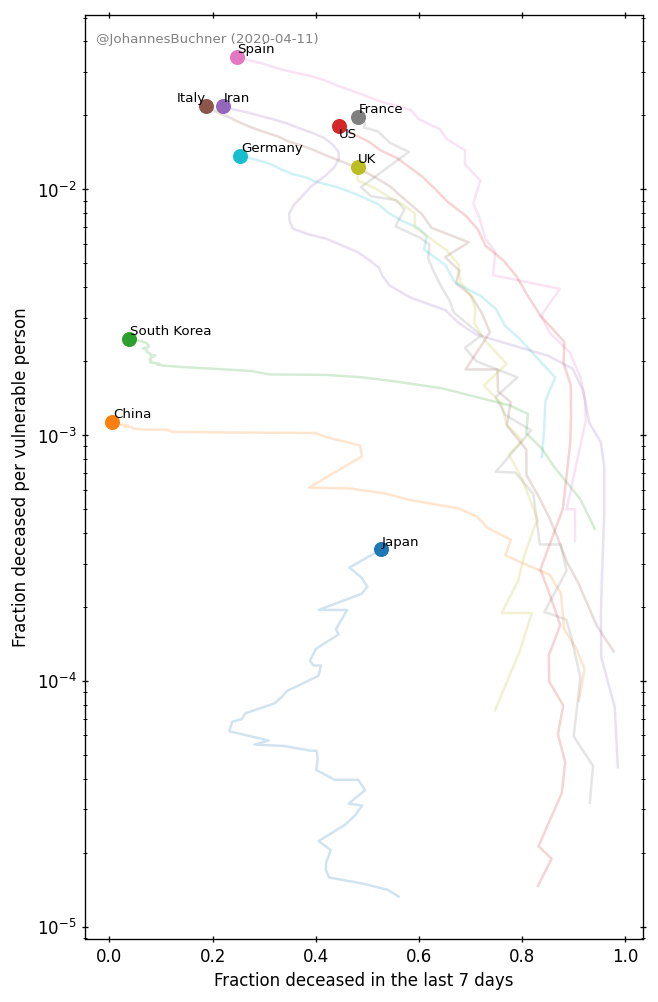 @JohannesBuchner (2020-04-11)
Spain
Italy
Iran
France
US
Germany
UK
South Korea
China
Japan
10⁻²
10⁻³
10⁻⁴
10⁻⁵
Fraction deceased per vulnerable person
0.0 0.2 0.4 0.6 0.8 1.0
Fraction deceased in the last 7 days